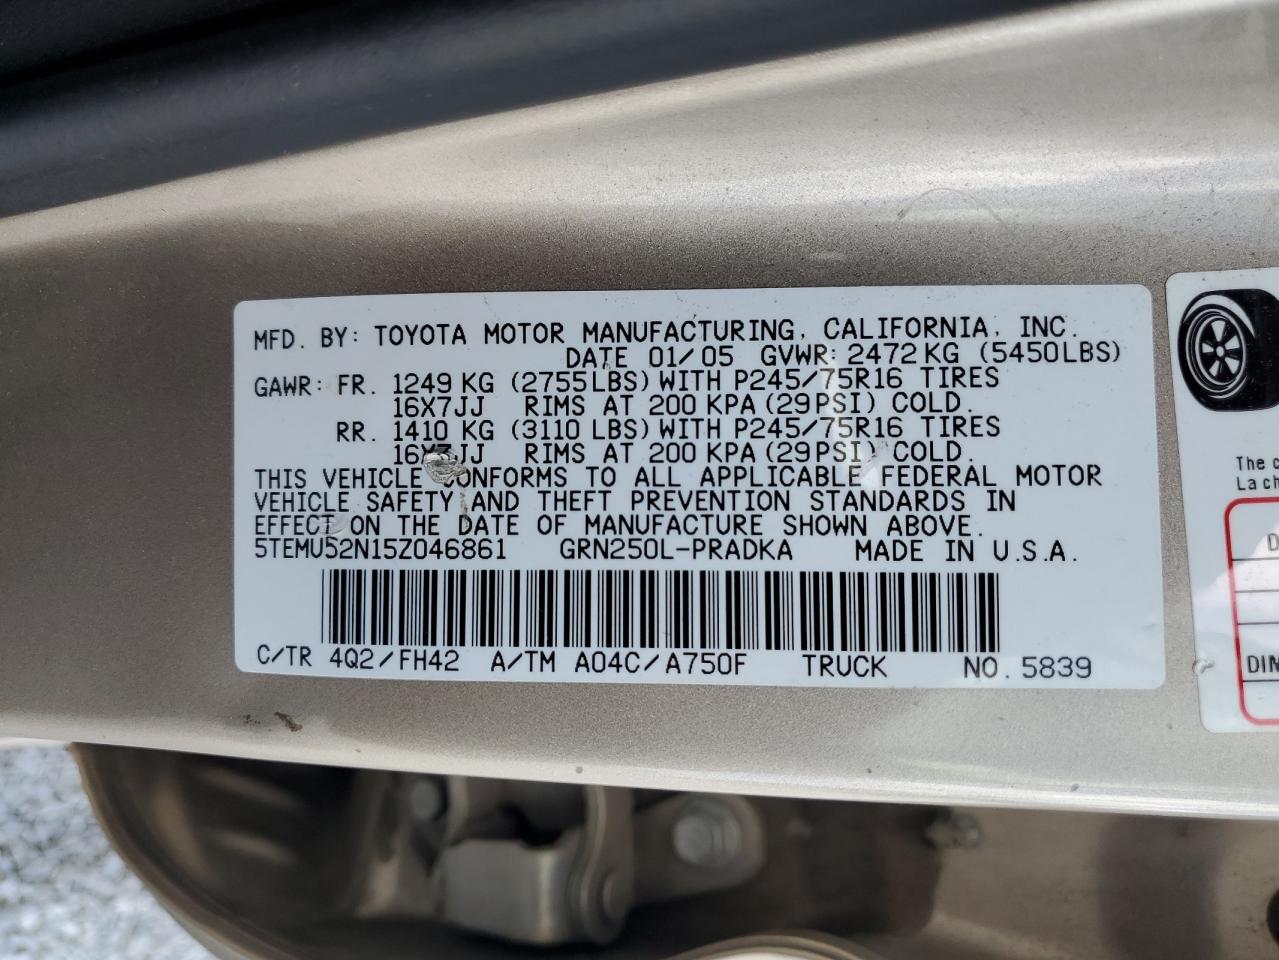 MFD. BY: TOYOTA MOTOR MANUFACTURING, CALIFORNIA, INC.
DATE 01/05 GVWR: 2472KG (5450LBS)
GAWR: FR. 1249 KG (2755LBS) WITH P245/75R16 TIRES
16X7JJ RIMS AT 200 KPA (29PSI) COLD.
RR. 1410 KG (3110 LBS) WITH P245/75R16 TIRES
16X7JJ RIMS AT 200 KPA (29PSI) COLD.
THIS VEHICLE CONFORMS TO ALL APPLICABLE FEDERAL MOTOR
VEHICLE SAFETY AND THEFT PREVENTION STANDARDS IN
EFFECT ON THE DATE OF MANUFACTURE SHOWN ABOVE.
5TEMU52N15Z046861 GRN250L-PRADKA MADE IN U.S.A.
C/TR 4Q2/FH42 A/TM A04C/A750F TRUCK NO. 5839
The c
La ch
D
DIM